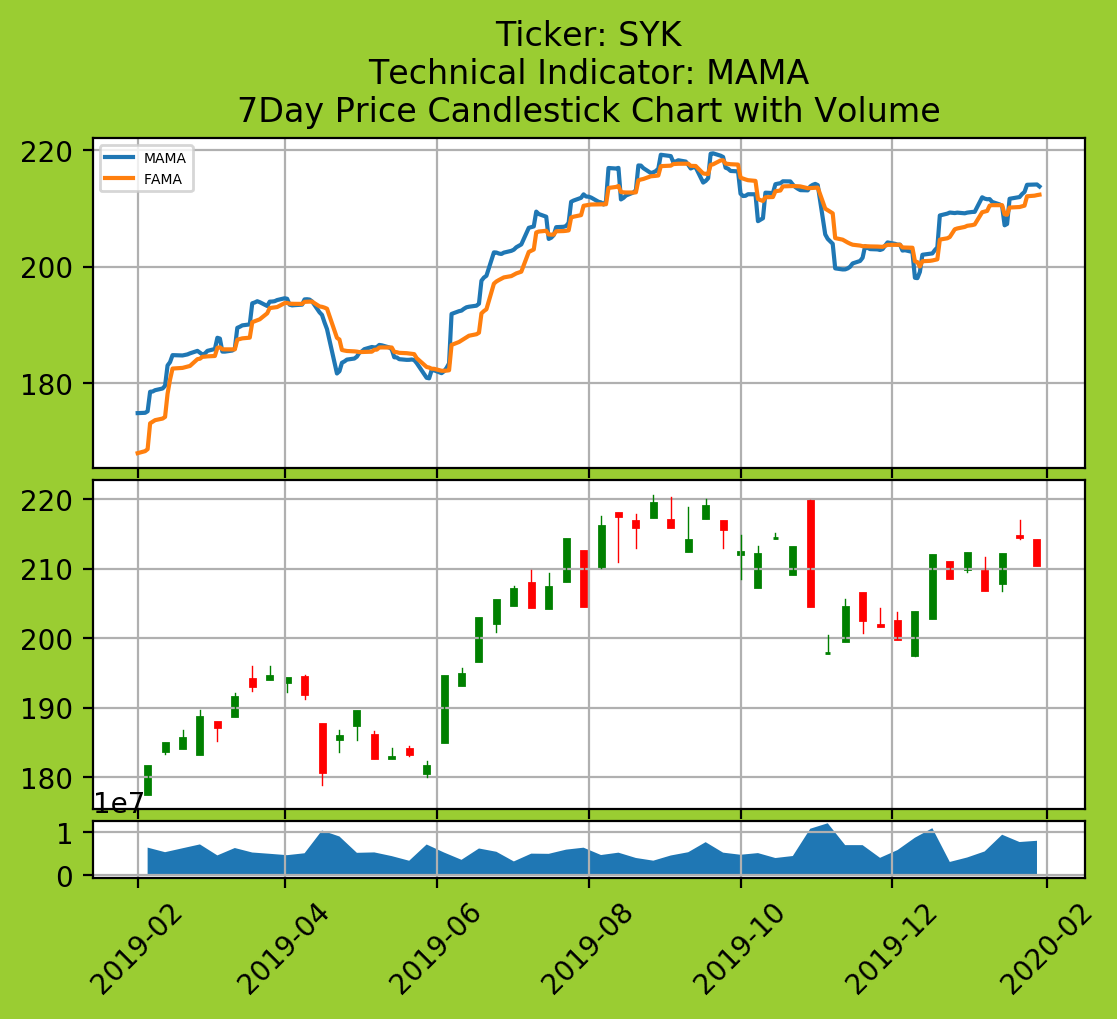 Ticker: SYK
Technical Indicator: MAMA
7Day Price Candlestick Chart with Volume
220
200
180
MAMA
FAMA
220
210
200
190
180
1e7
1
0
2019-02
2019-04
2019-06
2019-08
2019-10
2019-12
2020-02